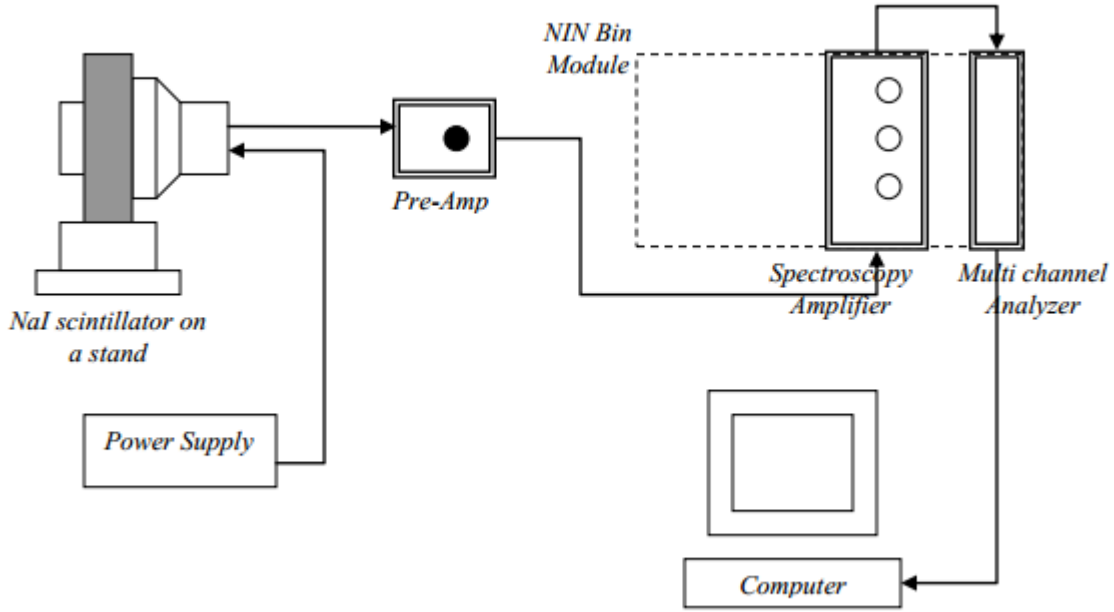 NIN Bin
Module
Pre-Amp
Spectroscopy
Amplifier
Multi channel
Analyzer
NaI scintillator on
a stand
Power Supply
Computer